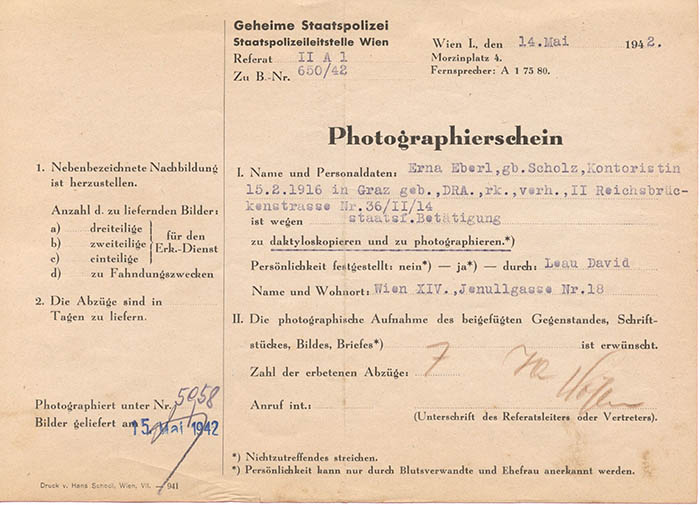 Geheime Staatspolizei
Staatspolizeileitstelle Wien
Referat II A 1
Zu B.-Nr. 650/42
Wien I., den 14.Mai 1942.
Morzinplatz 4.
Fernsprecher: A 1 75 80.
Photographierschein
1. Nebenbezeichnete Nachbildung
ist herzustellen.
Anzahl d. zu liefernden Bilder:
a) dreiteilige
b) zweiteilige
c) einteilige
für den
Erk.-Dienst
d) zu Fahndungszwecken
2. Die Abzüge sind in
Tagen zu liefern.
Photographiert unter Nr. 5958
Bilder geliefert am 15. Mai 1942
Druck v. Hans School, Wien, VII. — 941
I. Name und Personaldaten: Erna Eberl,gb.Scholz,Kontoristin
15.2.1916 in Graz geb.,DRA.,rk.,verh.,II Reichsbrüc-
kenstrasse Nr.36/II/14
ist wegen staatsf.Betätigung
zu daktyloskopieren und zu photographieren.*)
Persönlichkeit festgestellt: nein*) — ja*) — durch: Leau David
Name und Wohnort: Wien XIV.,Jenullgasse Nr.18
II. Die photographische Aufnahme des beigefügten Gegenstandes, Schrift-
stückes, Bildes, Briefes*) ist erwünscht.
Zahl der erbetenen Abzüge: 7
Anruf int.:
(Unterschrift des Referatsleiters oder Vertreters).
*) Nichtzutreffendes streichen.
*) Persönlichkeit kann nur durch Blutsverwandte und Ehefrau anerkannt werden.